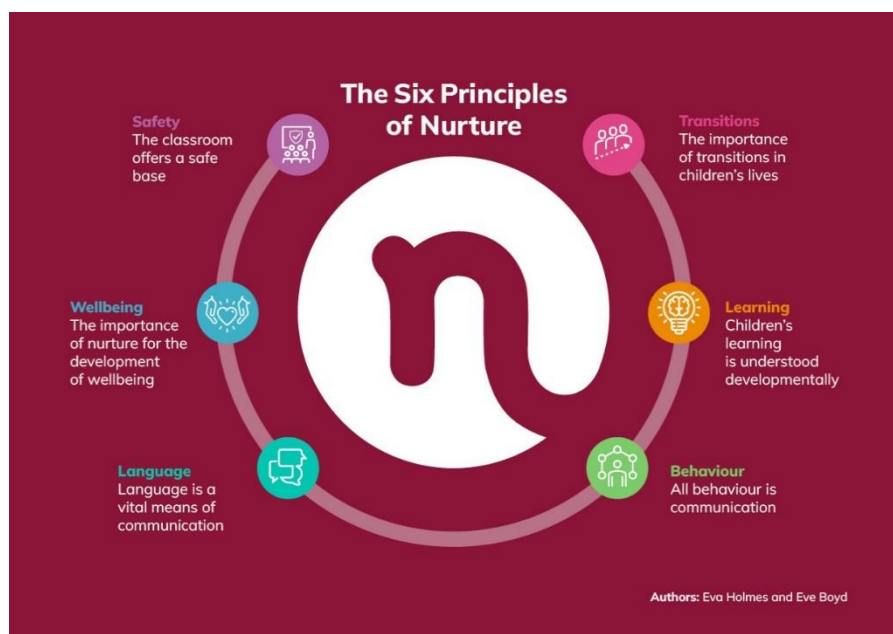 The Six Principles
of Nurture
Safety
The classroom
offers a safe
base
Transitions
The importance
of transitions in
children's lives
Wellbeing
The importance
of nurture for the
development
of wellbeing
Learning
Children's
learning
is understood
developmentally
Language
Language is a
vital means of
communication
Behaviour
All behaviour is
communication
n
Authors: Eva Holmes and Eve Boyd